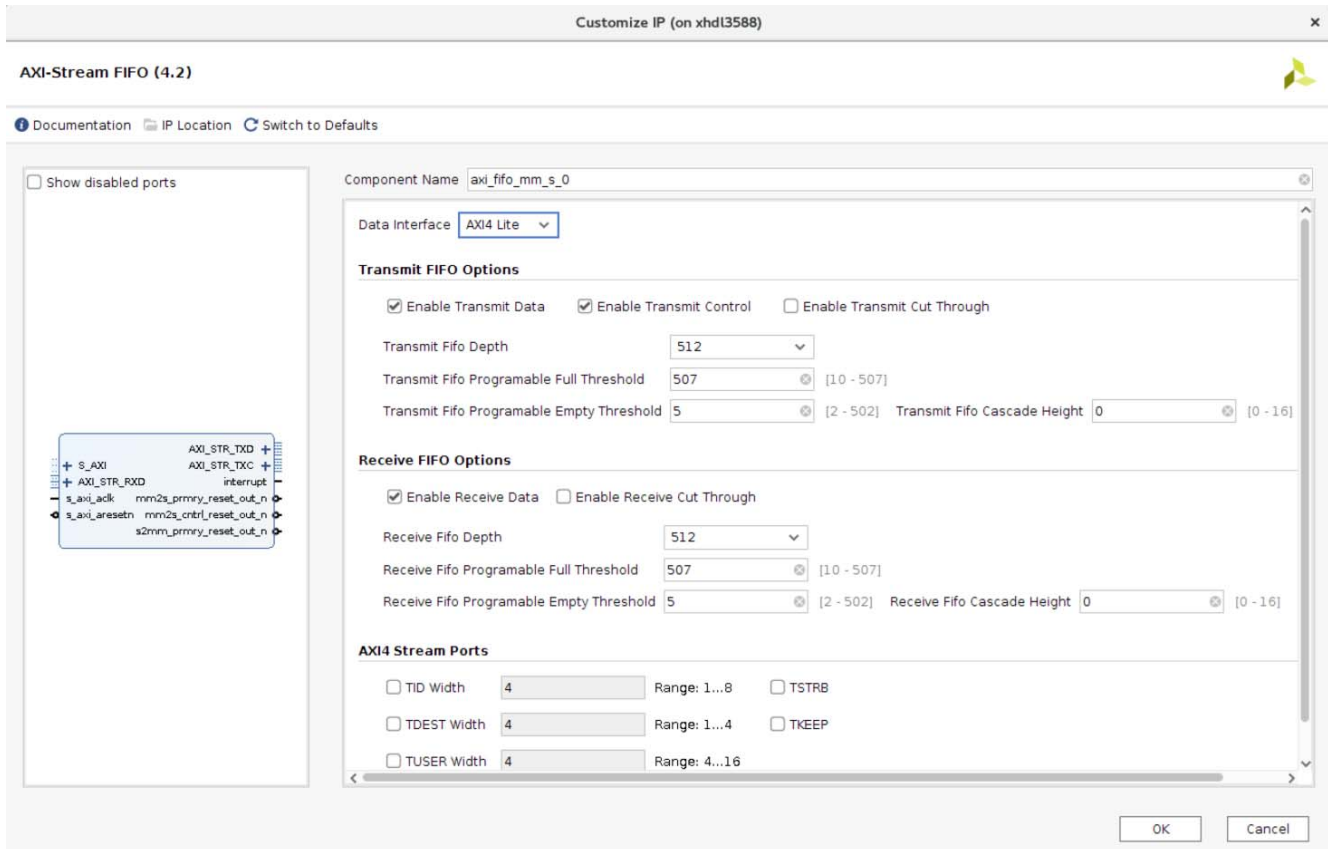 Customize IP (on xhdl3588)
AXI-Stream FIFO (4.2)
Documentation IP Location Switch to Defaults
Show disabled ports
S_AXI
AXI_STR_RXD
s_axi_aclk
s_axi_aresetn
AXI_STR_TXD
AXI_STR_TXC
interrupt
mm2s_prmry_reset_out_n
mm2s_cntrl_reset_out_n
s2mm_prmry_reset_out_n
Component Name axi_fifo_mm_s_0
Data Interface AXI4 Lite
Transmit FIFO Options
Enable Transmit Data Enable Transmit Control Enable Transmit Cut Through
Transmit Fifo Depth 512
Transmit Fifo Programable Full Threshold 507 [10 - 507]
Transmit Fifo Programable Empty Threshold 5 [2 - 502] Transmit Fifo Cascade Height 0 [0 - 16]
Receive FIFO Options
Enable Receive Data Enable Receive Cut Through
Receive Fifo Depth 512
Receive Fifo Programable Full Threshold 507 [10 - 507]
Receive Fifo Programable Empty Threshold 5 [2 - 502] Receive Fifo Cascade Height 0 [0 - 16]
AXI4 Stream Ports
TID Width 4 Range: 1...8 TSTRB
TDEST Width 4 Range: 1...4 TKEEP
TUSER Width 4 Range: 4...16
OK Cancel